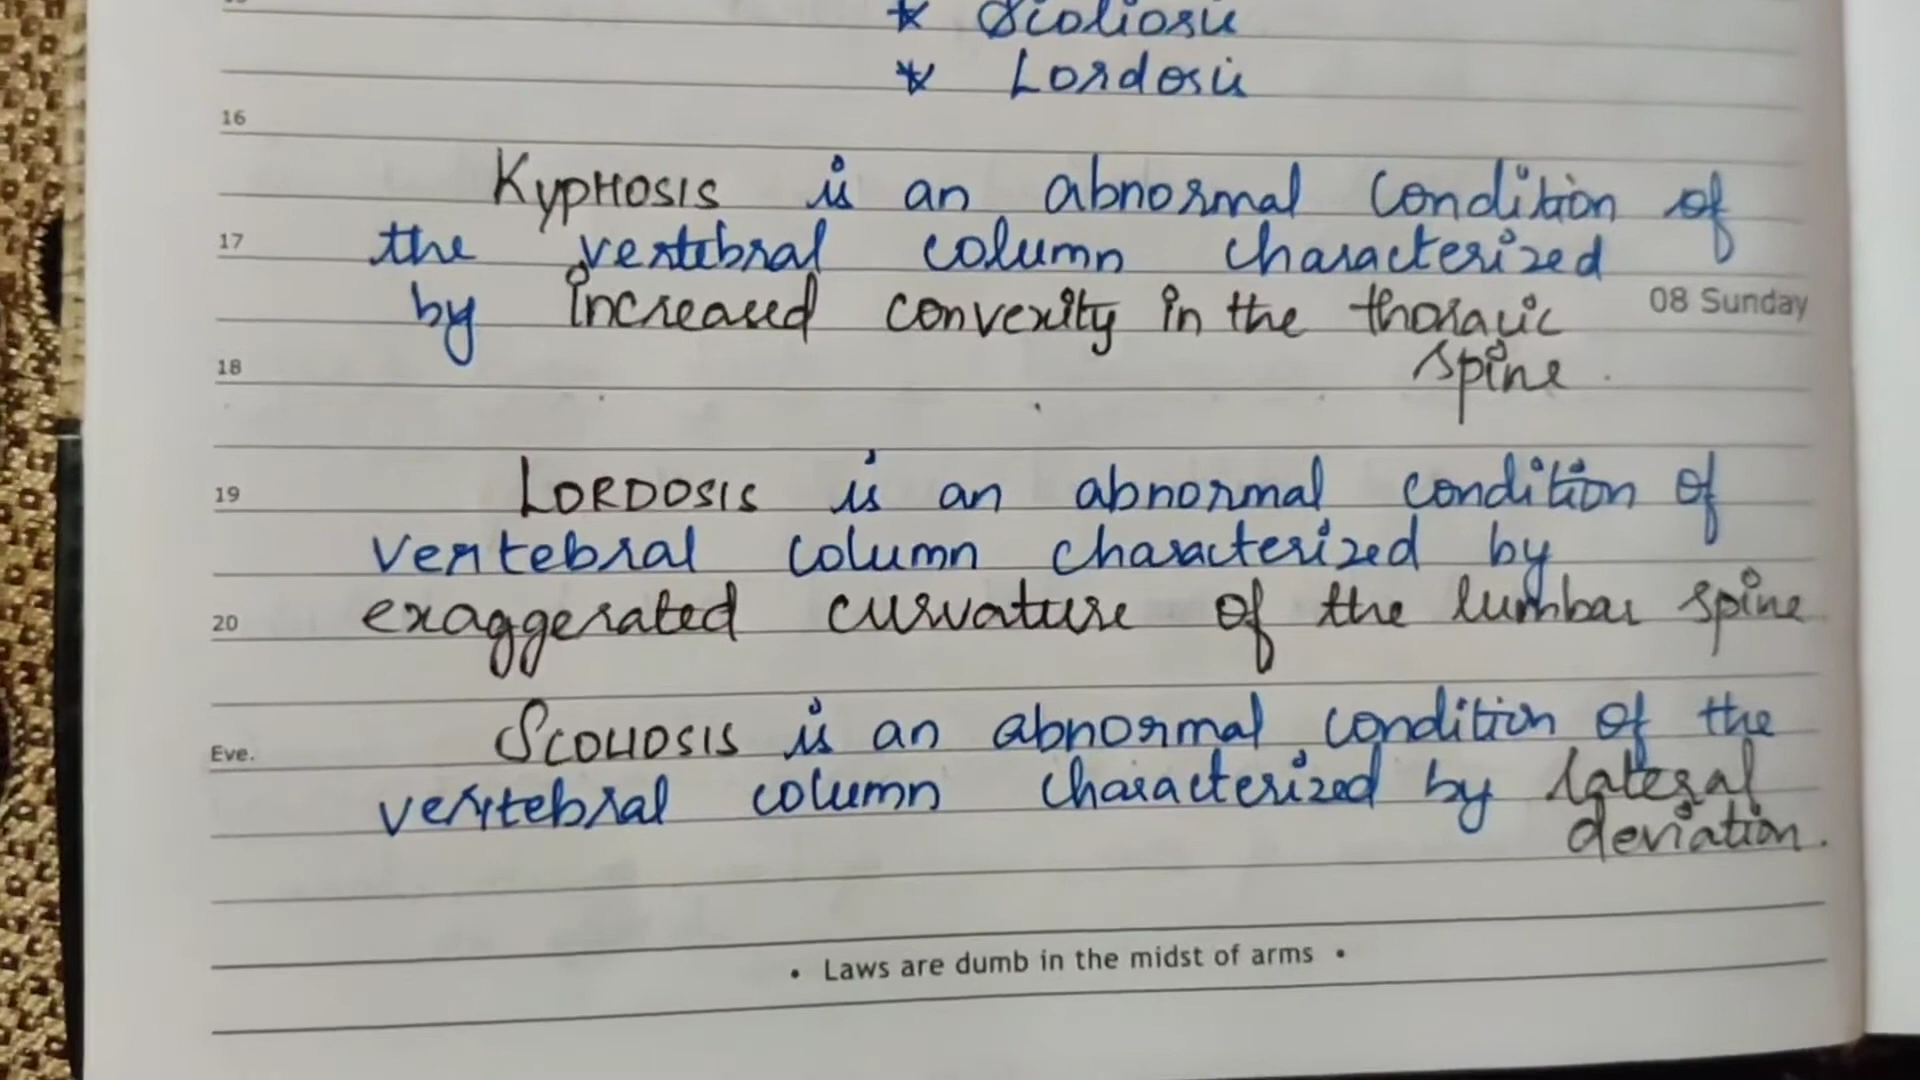 * Scoliosis
* Lordosis
16
KYPHOSIS is an abnormal condition of
17 the vertebral column characterized
by increased convexity in the thoracic 08 Sunday
spine.
18
19 LORDOSIS is an abnormal condition of
vertebral column characterized by
20 exaggerated curvature of the lumbar spine
SCOLIOSIS is an abnormal condition of the
Eve.
vertebral column characterized by lateral
deviation.
• Laws are dumb in the midst of arms •